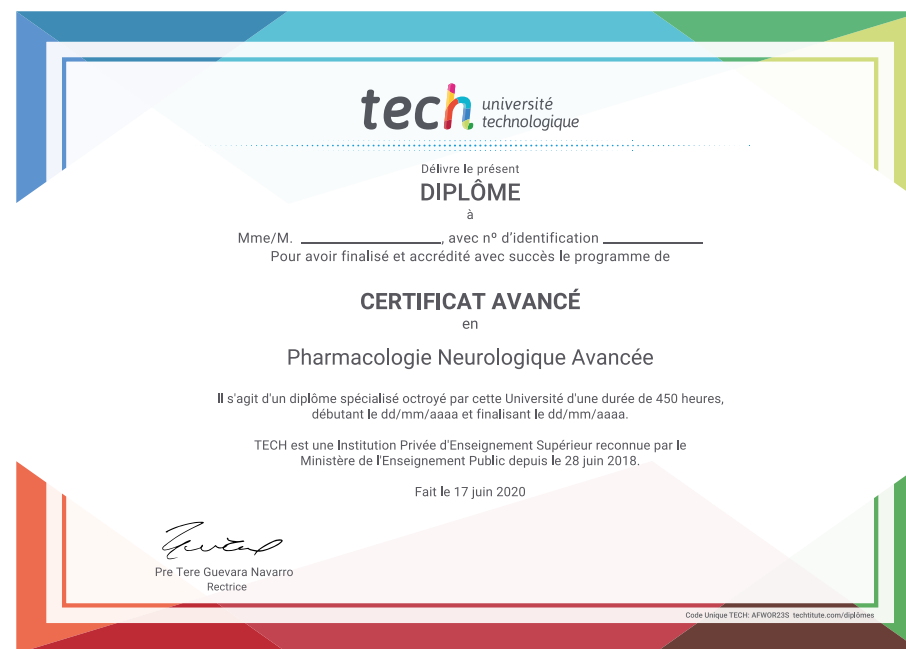 tech université
technologique
Délivre le présent
DIPLÔME
à
Mme/M. ____________________, avec nº d'identification ______________
Pour avoir finalisé et accrédité avec succès le programme de
CERTIFICAT AVANCÉ
en
Pharmacologie Neurologique Avancée
Il s'agit d'un diplôme spécialisé octroyé par cette Université d'une durée de 450 heures,
débutant le dd/mm/aaaa et finalisant le dd/mm/aaaa.
TECH est une Institution Privée d'Enseignement Supérieur reconnue par le
Ministère de l'Enseignement Public depuis le 28 juin 2018.
Fait le 17 juin 2020
Pre Tere Guevara Navarro
Rectrice
Code Unique TECH: AFWOR23S techtitute.com/diplômes